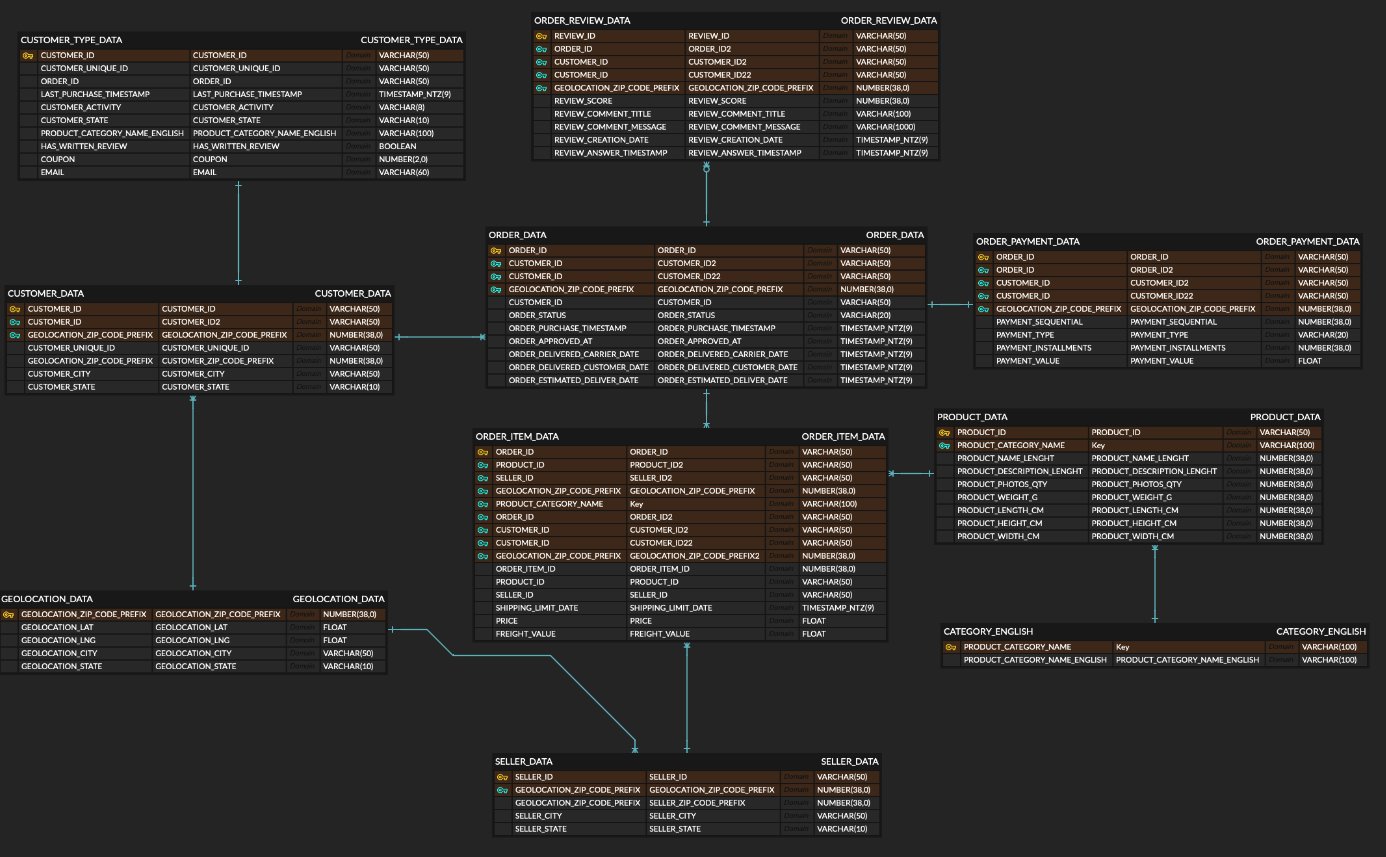 ORDER_REVIEW_DATA ORDER_REVIEW_DATA
REVIEW_ID REVIEW_ID Domain VARCHAR(50)
ORDER_ID ORDER_ID2 Domain VARCHAR(50)
CUSTOMER_ID CUSTOMER_ID2 Domain VARCHAR(50)
CUSTOMER_ID CUSTOMER_ID22 Domain VARCHAR(50)
GEOLOCATION_ZIP_CODE_PREFIX GEOLOCATION_ZIP_CODE_PREFIX Domain NUMBER(38,0)
REVIEW_SCORE REVIEW_SCORE Domain NUMBER(38,0)
REVIEW_COMMENT_TITLE REVIEW_COMMENT_TITLE Domain VARCHAR(100)
REVIEW_COMMENT_MESSAGE REVIEW_COMMENT_MESSAGE Domain VARCHAR(1000)
REVIEW_CREATION_DATE REVIEW_CREATION_DATE Domain TIMESTAMP_NTZ(9)
REVIEW_ANSWER_TIMESTAMP REVIEW_ANSWER_TIMESTAMP Domain TIMESTAMP_NTZ(9)
CUSTOMER_TYPE_DATA CUSTOMER_TYPE_DATA
CUSTOMER_ID CUSTOMER_ID Domain VARCHAR(50)
CUSTOMER_UNIQUE_ID CUSTOMER_UNIQUE_ID Domain VARCHAR(50)
ORDER_ID ORDER_ID Domain VARCHAR(50)
LAST_PURCHASE_TIMESTAMP LAST_PURCHASE_TIMESTAMP Domain TIMESTAMP_NTZ(9)
CUSTOMER_ACTIVITY CUSTOMER_ACTIVITY Domain VARCHAR(8)
CUSTOMER_STATE CUSTOMER_STATE Domain VARCHAR(10)
PRODUCT_CATEGORY_NAME_ENGLISH PRODUCT_CATEGORY_NAME_ENGLISH Domain VARCHAR(100)
HAS_WRITTEN_REVIEW HAS_WRITTEN_REVIEW Domain BOOLEAN
COUPON COUPON Domain NUMBER(2,0)
EMAIL EMAIL Domain VARCHAR(60)
ORDER_DATA ORDER_DATA
ORDER_ID ORDER_ID Domain VARCHAR(50)
CUSTOMER_ID CUSTOMER_ID2 Domain VARCHAR(50)
CUSTOMER_ID CUSTOMER_ID22 Domain VARCHAR(50)
GEOLOCATION_ZIP_CODE_PREFIX GEOLOCATION_ZIP_CODE_PREFIX Domain NUMBER(38,0)
CUSTOMER_ID CUSTOMER_ID Domain VARCHAR(50)
ORDER_STATUS ORDER_STATUS Domain VARCHAR(20)
ORDER_PURCHASE_TIMESTAMP ORDER_PURCHASE_TIMESTAMP Domain TIMESTAMP_NTZ(9)
ORDER_APPROVED_AT ORDER_APPROVED_AT Domain TIMESTAMP_NTZ(9)
ORDER_DELIVERED_CARRIER_DATE ORDER_DELIVERED_CARRIER_DATE Domain TIMESTAMP_NTZ(9)
ORDER_DELIVERED_CUSTOMER_DATE ORDER_DELIVERED_CUSTOMER_DATE Domain TIMESTAMP_NTZ(9)
ORDER_ESTIMATED_DELIVER_DATE ORDER_ESTIMATED_DELIVER_DATE Domain TIMESTAMP_NTZ(9)
ORDER_PAYMENT_DATA ORDER_PAYMENT_DATA
ORDER_ID ORDER_ID Domain VARCHAR(50)
ORDER_ID ORDER_ID2 Domain VARCHAR(50)
CUSTOMER_ID CUSTOMER_ID2 Domain VARCHAR(50)
CUSTOMER_ID CUSTOMER_ID22 Domain VARCHAR(50)
GEOLOCATION_ZIP_CODE_PREFIX GEOLOCATION_ZIP_CODE_PREFIX Domain NUMBER(38,0)
PAYMENT_SEQUENTIAL PAYMENT_SEQUENTIAL Domain NUMBER(38,0)
PAYMENT_TYPE PAYMENT_TYPE Domain VARCHAR(20)
PAYMENT_INSTALLMENTS PAYMENT_INSTALLMENTS Domain NUMBER(38,0)
PAYMENT_VALUE PAYMENT_VALUE Domain FLOAT
CUSTOMER_DATA CUSTOMER_DATA
CUSTOMER_ID CUSTOMER_ID Domain VARCHAR(50)
CUSTOMER_ID CUSTOMER_ID2 Domain VARCHAR(50)
GEOLOCATION_ZIP_CODE_PREFIX GEOLOCATION_ZIP_CODE_PREFIX Domain NUMBER(38,0)
CUSTOMER_UNIQUE_ID CUSTOMER_UNIQUE_ID Domain VARCHAR(50)
GEOLOCATION_ZIP_CODE_PREFIX CUSTOMER_ZIP_CODE_PREFIX Domain NUMBER(38,0)
CUSTOMER_CITY CUSTOMER_CITY Domain VARCHAR(50)
CUSTOMER_STATE CUSTOMER_STATE Domain VARCHAR(10)
PRODUCT_DATA PRODUCT_DATA
PRODUCT_ID PRODUCT_ID Domain VARCHAR(50)
PRODUCT_CATEGORY_NAME Key Domain VARCHAR(100)
PRODUCT_NAME_LENGHT PRODUCT_NAME_LENGHT Domain NUMBER(38,0)
PRODUCT_DESCRIPTION_LENGHT PRODUCT_DESCRIPTION_LENGHT Domain NUMBER(38,0)
PRODUCT_PHOTOS_QTY PRODUCT_PHOTOS_QTY Domain NUMBER(38,0)
PRODUCT_WEIGHT_G PRODUCT_WEIGHT_G Domain NUMBER(38,0)
PRODUCT_LENGTH_CM PRODUCT_LENGTH_CM Domain NUMBER(38,0)
PRODUCT_HEIGHT_CM PRODUCT_HEIGHT_CM Domain NUMBER(38,0)
PRODUCT_WIDTH_CM PRODUCT_WIDTH_CM Domain NUMBER(38,0)
ORDER_ITEM_DATA ORDER_ITEM_DATA
ORDER_ID ORDER_ID Domain VARCHAR(50)
PRODUCT_ID PRODUCT_ID2 Domain VARCHAR(50)
SELLER_ID SELLER_ID2 Domain VARCHAR(50)
GEOLOCATION_ZIP_CODE_PREFIX GEOLOCATION_ZIP_CODE_PREFIX Domain NUMBER(38,0)
PRODUCT_CATEGORY_NAME Key Domain VARCHAR(100)
ORDER_ID ORDER_ID2 Domain VARCHAR(50)
CUSTOMER_ID CUSTOMER_ID2 Domain VARCHAR(50)
CUSTOMER_ID CUSTOMER_ID22 Domain VARCHAR(50)
GEOLOCATION_ZIP_CODE_PREFIX GEOLOCATION_ZIP_CODE_PREFIX2 Domain NUMBER(38,0)
ORDER_ITEM_ID ORDER_ITEM_ID Domain NUMBER(38,0)
PRODUCT_ID PRODUCT_ID Domain VARCHAR(50)
SELLER_ID SELLER_ID Domain VARCHAR(50)
SHIPPING_LIMIT_DATE SHIPPING_LIMIT_DATE Domain TIMESTAMP_NTZ(9)
PRICE PRICE Domain FLOAT
FREIGHT_VALUE FREIGHT_VALUE Domain FLOAT
GEOLOCATION_DATA GEOLOCATION_DATA
GEOLOCATION_ZIP_CODE_PREFIX GEOLOCATION_ZIP_CODE_PREFIX Domain NUMBER(38,0)
GEOLOCATION_LAT GEOLOCATION_LAT Domain FLOAT
GEOLOCATION_LNG GEOLOCATION_LNG Domain FLOAT
GEOLOCATION_CITY GEOLOCATION_CITY Domain VARCHAR(50)
GEOLOCATION_STATE GEOLOCATION_STATE Domain VARCHAR(10)
CATEGORY_ENGLISH CATEGORY_ENGLISH
PRODUCT_CATEGORY_NAME Key Domain VARCHAR(100)
PRODUCT_CATEGORY_NAME_ENGLISH PRODUCT_CATEGORY_NAME_ENGLISH Domain VARCHAR(100)
SELLER_DATA SELLER_DATA
SELLER_ID SELLER_ID Domain VARCHAR(50)
GEOLOCATION_ZIP_CODE_PREFIX GEOLOCATION_ZIP_CODE_PREFIX Domain NUMBER(38,0)
GEOLOCATION_ZIP_CODE_PREFIX SELLER_ZIP_CODE_PREFIX Domain NUMBER(38,0)
SELLER_CITY SELLER_CITY Domain VARCHAR(50)
SELLER_STATE SELLER_STATE Domain VARCHAR(10)